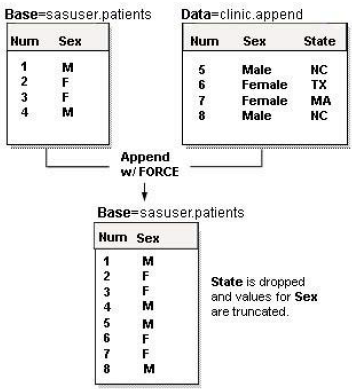 Base=sasuser.patients
Num Sex
1 M
2 F
3 F
4 M
Data=clinic.append
Num Sex State
5 Male NC
6 Female TX
7 Female MA
8 Male NC
Append
w/FORCE
Base=sasuser.patients
Num Sex
1 M
2 F
3 F
4 M
5 M
6 F
7 F
8 M
State is dropped
and values for Sex
are truncated.